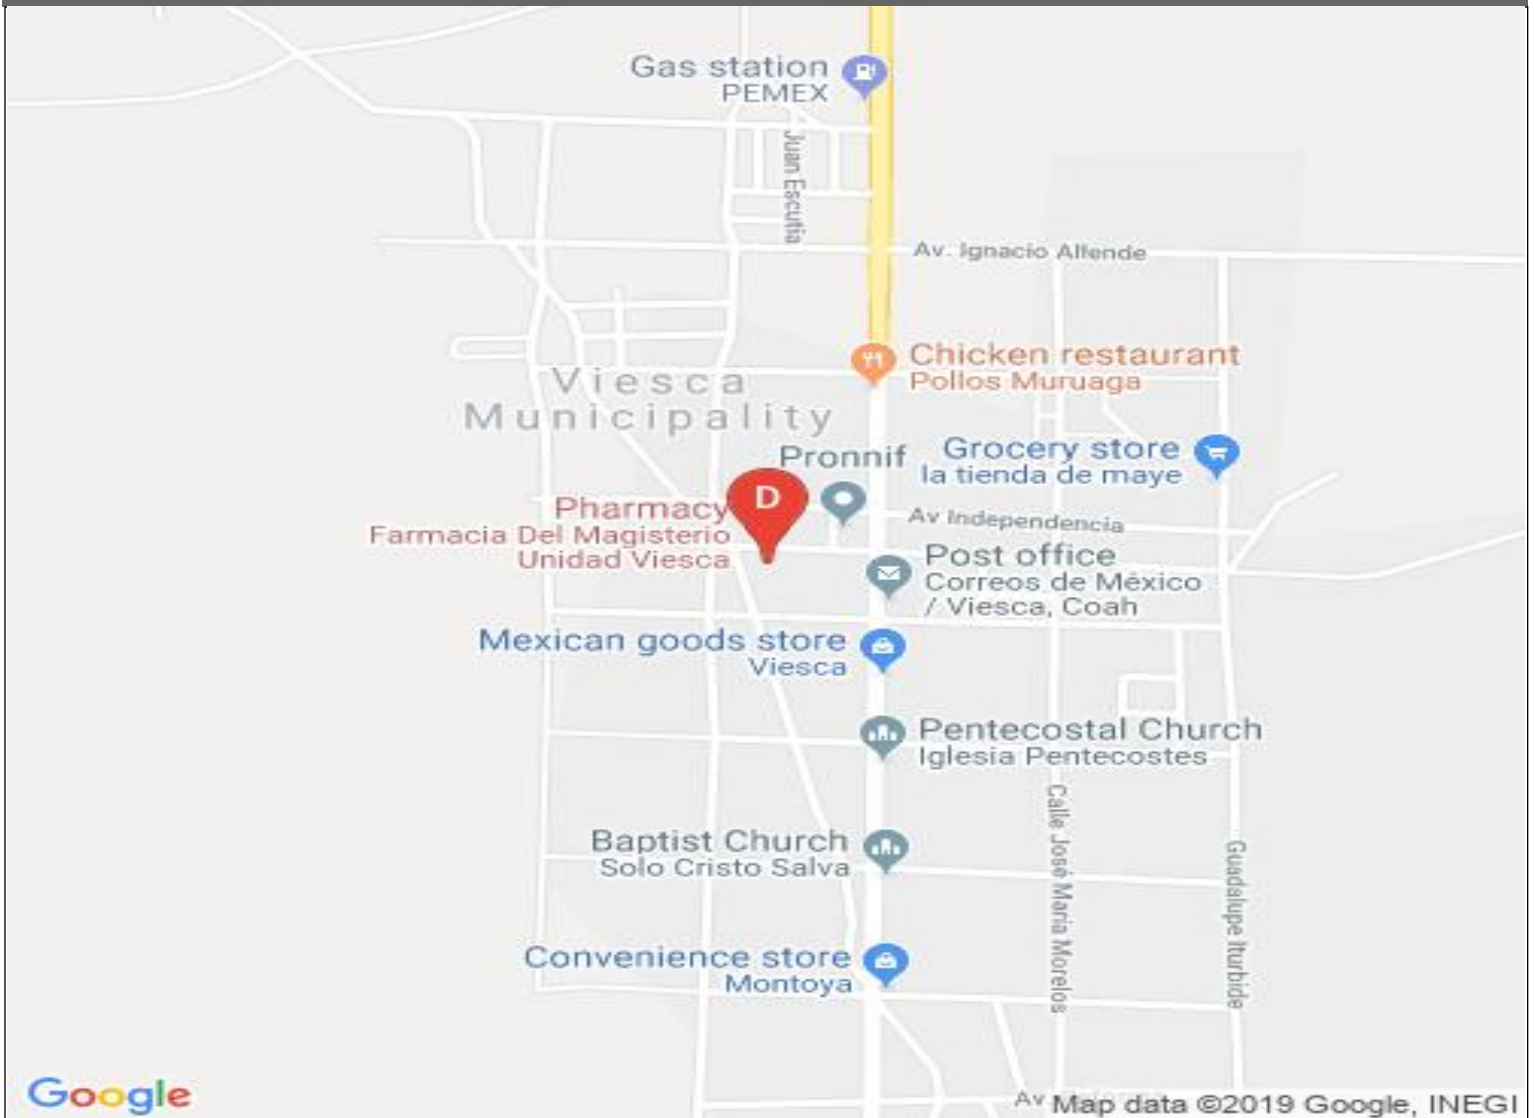 Gas station
PEMEX
Juan Escutia
Av. Ignacio Allende
Chicken restaurant
Pollos Muruaga
Viesca
Municipality
Pronnif
Grocery store
la tienda de maye
D
Pharmacy
Farmacia Del Magisterio
Unidad Viesca
Av Independencia
Post office
Correos de México
/ Viesca, Coah
Mexican goods store
Viesca
Pentecostal Church
Iglesia Pentecostes
Calle José María Morelos
Guadalupe Iturbide
Baptist Church
Solo Cristo Salva
Convenience store
Montoya
Google
Av
Map data ©2019 Google, INEGI